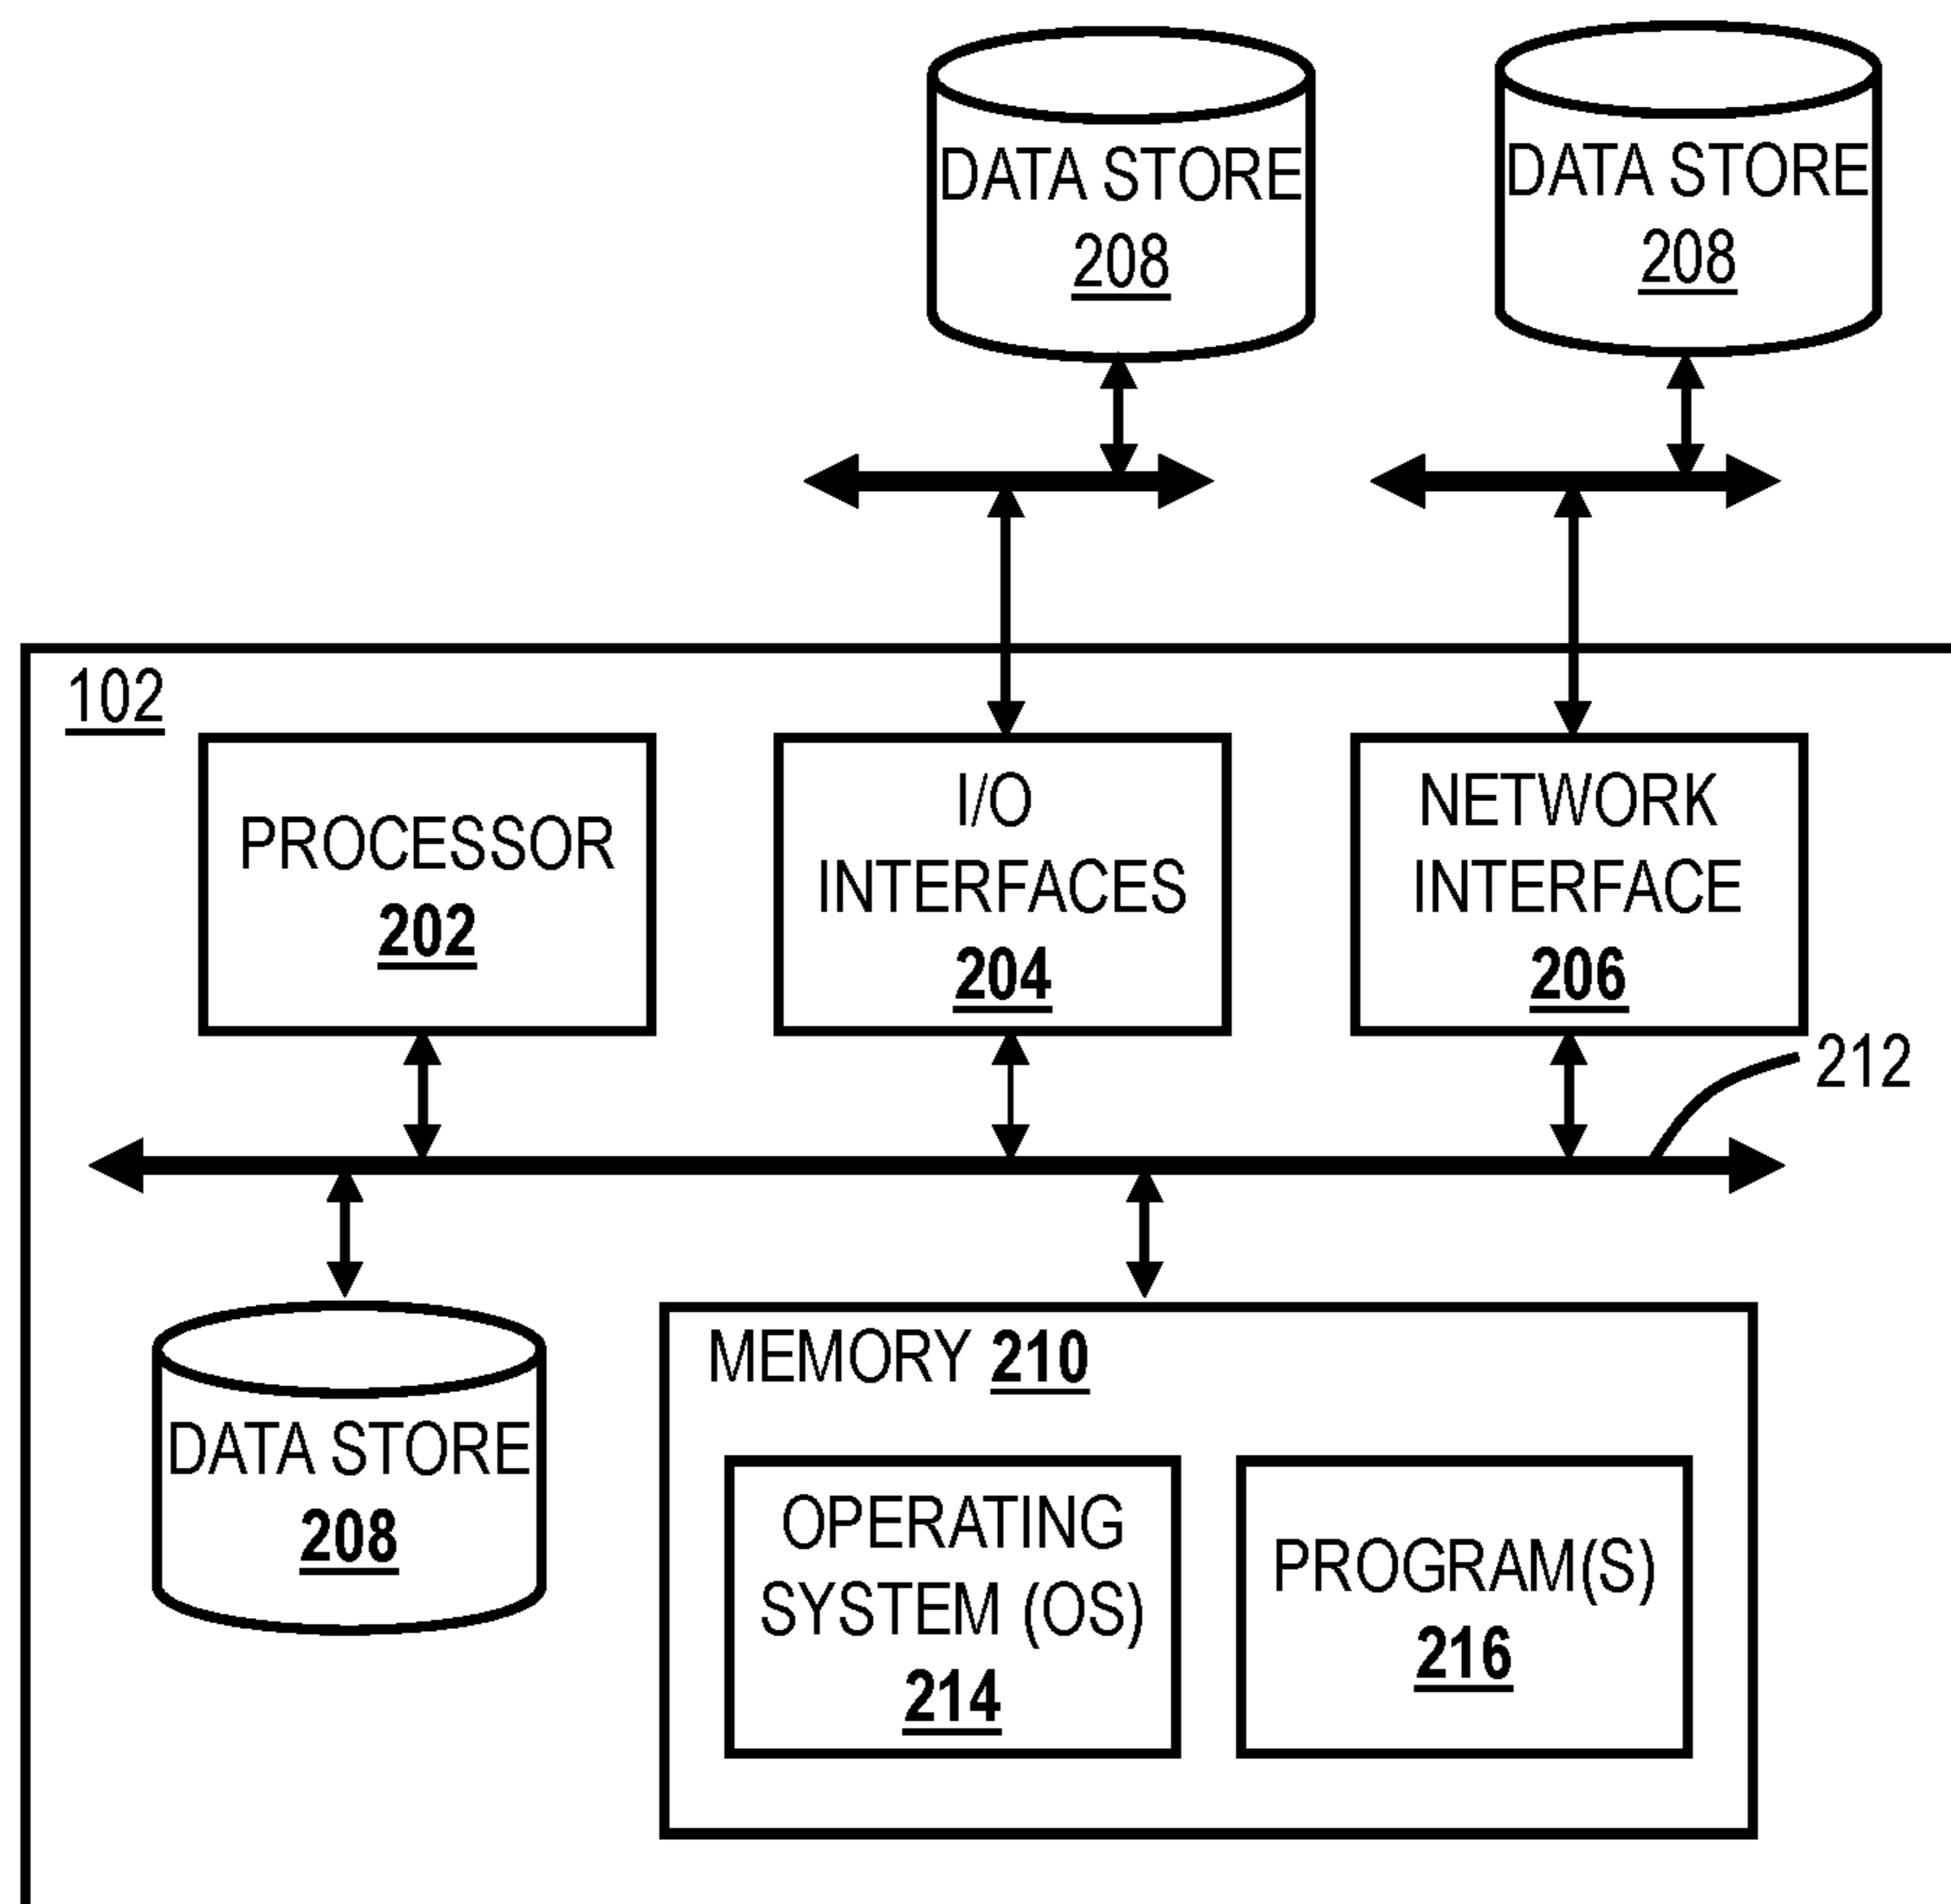 DATA STORE
208
DATA STORE
208
102
PROCESSOR
202
I/O
INTERFACES
204
NETWORK
INTERFACE
206
212
DATA STORE
208
MEMORY 210
OPERATING
SYSTEM (OS)
214
PROGRAM(S)
216